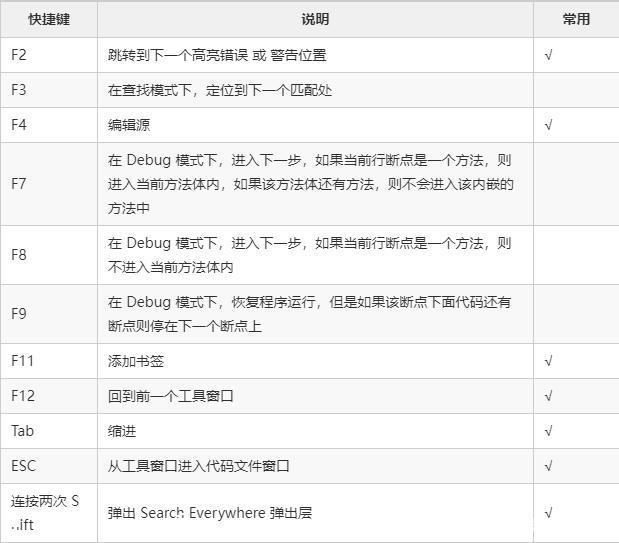 快捷键 说明 常用
F2 跳转到下一个高亮错误 或 警告位置 √
F3 在查找模式下，定位到下一个匹配处
F4 编辑源 √
F7 在 Debug 模式下，进入下一步，如果当前行断点是一个方法，则
进入当前方法体内，如果该方法体还有方法，则不会进入该内嵌的
方法中
F8 在 Debug 模式下，进入下一步，如果当前行断点是一个方法，则
不进入当前方法体内
F9 在 Debug 模式下，恢复程序运行，但是如果该断点下面代码还有
断点则停在下一个断点上
F11 添加书签 √
F12 回到前一个工具窗口 √
Tab 缩进 √
ESC 从工具窗口进入代码文件窗口 √
连按两次 S
ift 弹出 Search Everywhere 弹出层 √